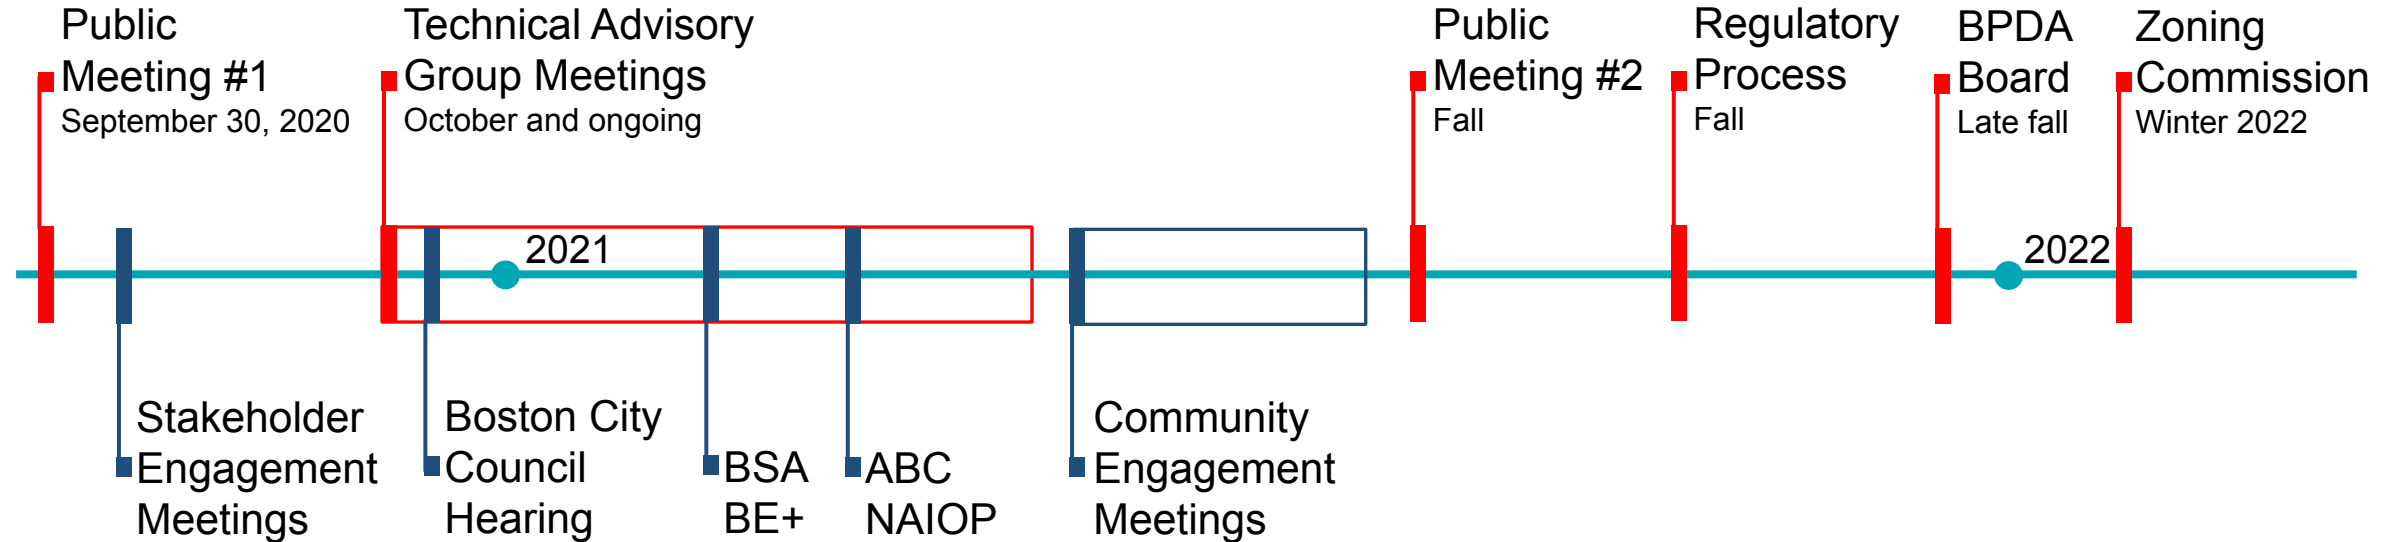 Public
Meeting #1
September 30, 2020
Technical Advisory
Group Meetings
October and ongoing
Public
Meeting #2
Fall
Regulatory
Process
Fall
BPDA
Board
Late fall
Zoning
Commission
Winter 2022
2021
2022
Stakeholder
Engagement
Meetings
Boston City
Council
Hearing
BSA
BE+
ABC
NAIOP
Community
Engagement
Meetings